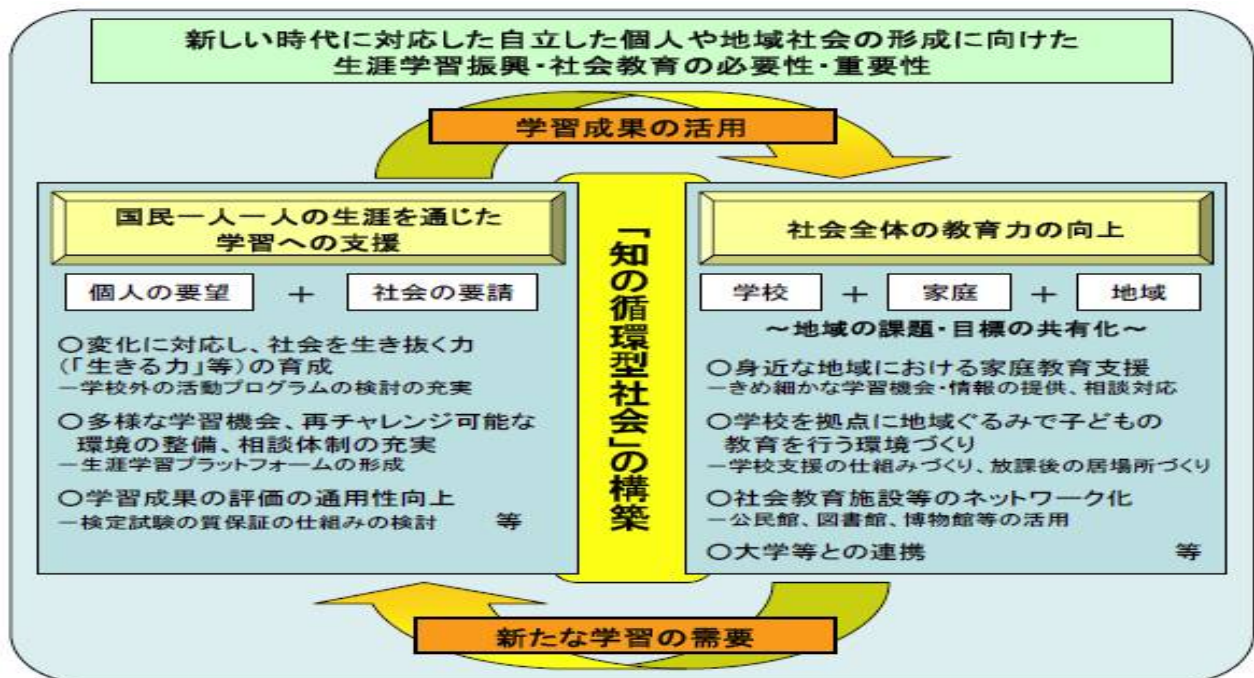 新しい時代に対応した自立した個人や地域社会の形成に向けた
生涯学習振興・社会教育の必要性・重要性
学習成果の活用
国民一人一人の生涯を通じた
学習への支援
個人の要望 + 社会の要請
○変化に対応し、社会を生き抜く力
(「生きる力」等)の育成
－学校外の活動プログラムの検討の充実
○多様な学習機会、再チャレンジ可能な
環境の整備、相談体制の充実
－生涯学習プラットフォームの形成
○学習成果の評価の通用性向上
－検定試験の質保証の仕組みの検討 等
「知の循環型社会」の構築
社会全体の教育力の向上
学校 + 家庭 + 地域
～地域の課題・目標の共有化～
○身近な地域における家庭教育支援
－きめ細かな学習機会・情報の提供、相談対応
○学校を拠点に地域ぐるみで子どもの
教育を行う環境づくり
－学校支援の仕組みづくり、放課後の居場所づくり
○社会教育施設等のネットワーク化
－公民館、図書館、博物館等の活用
○大学等との連携 等
新たな学習の需要